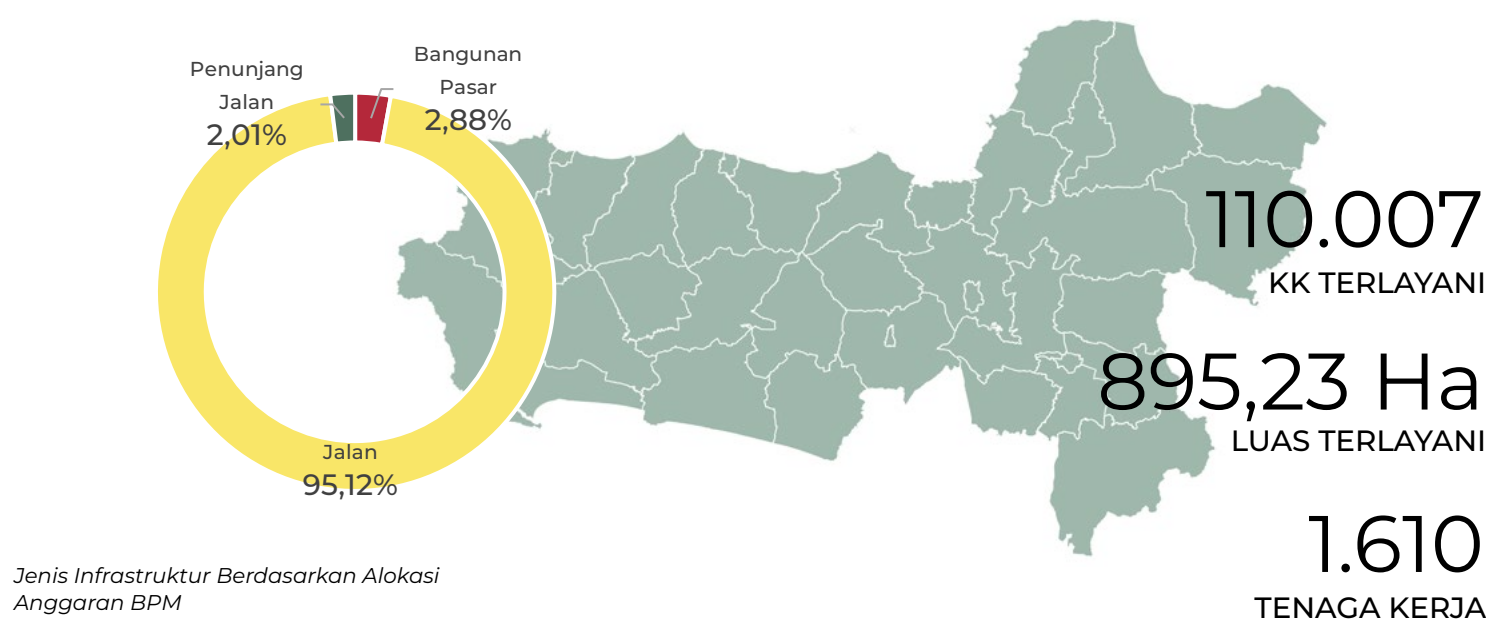 Penunjang
Jalan
2,01%
Bangunan
Pasar
2,88%
Jalan
95,12%
Jenis Infrastruktur Berdasarkan Alokasi
Anggaran BPM
110.007
KK TERLAYANI
895,23 Ha
LUAS TERLAYANI
1.610
TENAGA KERJA